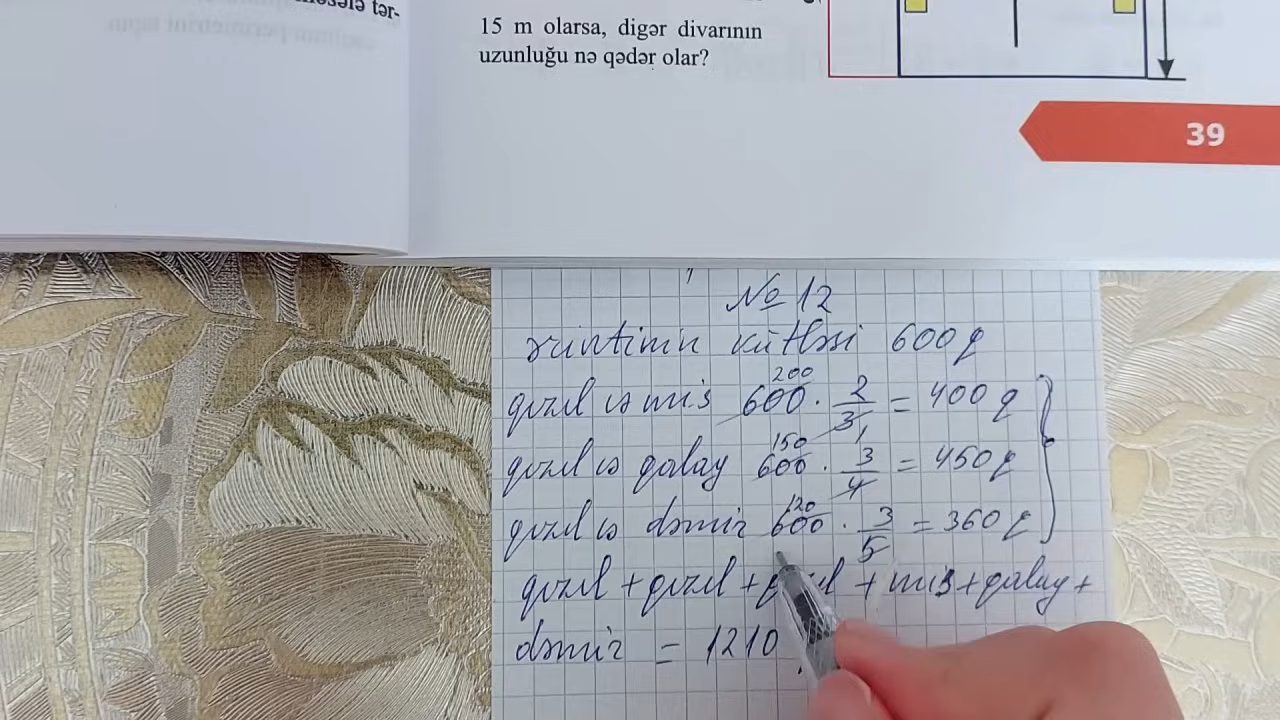 15 m olarsa, digər divarının
uzunluğu nə qədər olar?
39
№ 12
ərintinin kütləsi 600 q
qızıl və mis 600 · 2/3 = 400 q
200
1
qızıl və qalay 600 · 3/4 = 450 q
150
qızıl və dəmir 600 · 3/5 = 360 q
120
qızıl + qızıl + qızıl + mis + qalay +
dəmir = 1210